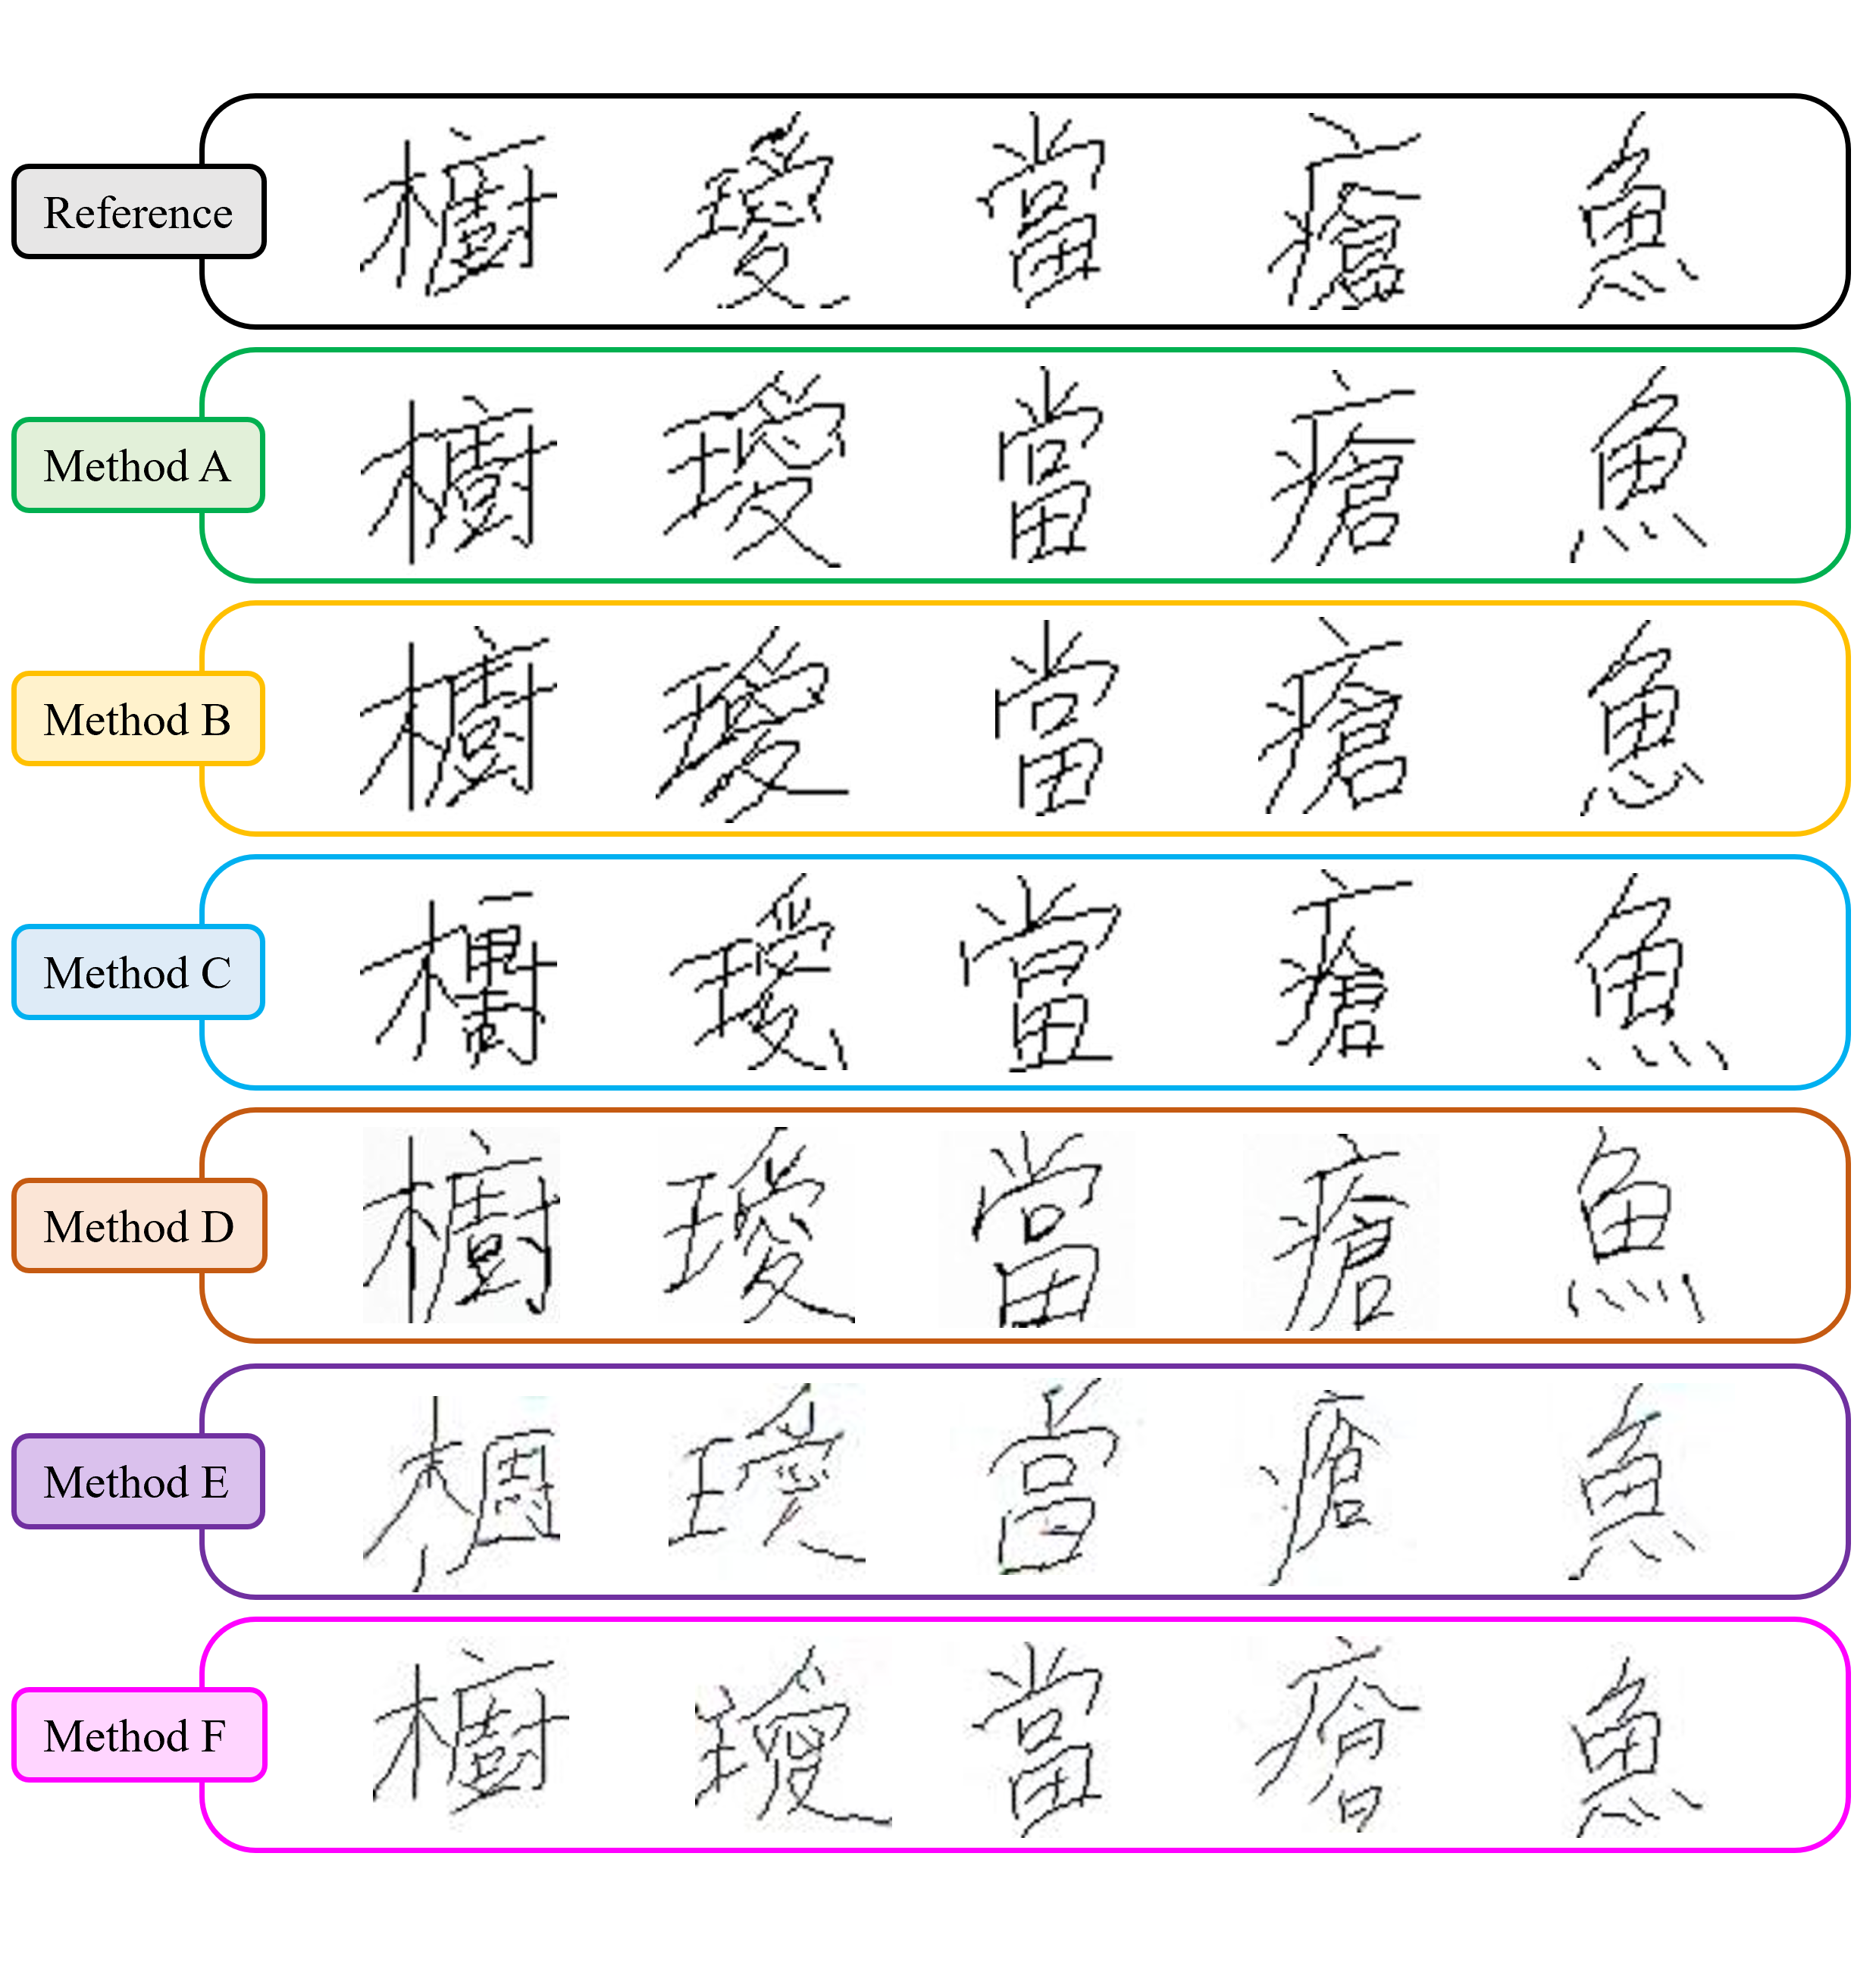 Reference 櫥 璦 當 瘡 魚
Method A 櫥 璦 當 瘡 魚
Method B 櫥 璦 當 瘡 魚
Method C 璦 當 瘡 魚
Method D 櫥 璦 當 瘡 魚
Method E 璦 當 瘡 魚
Method F 櫥 璦 當 瘡 魚